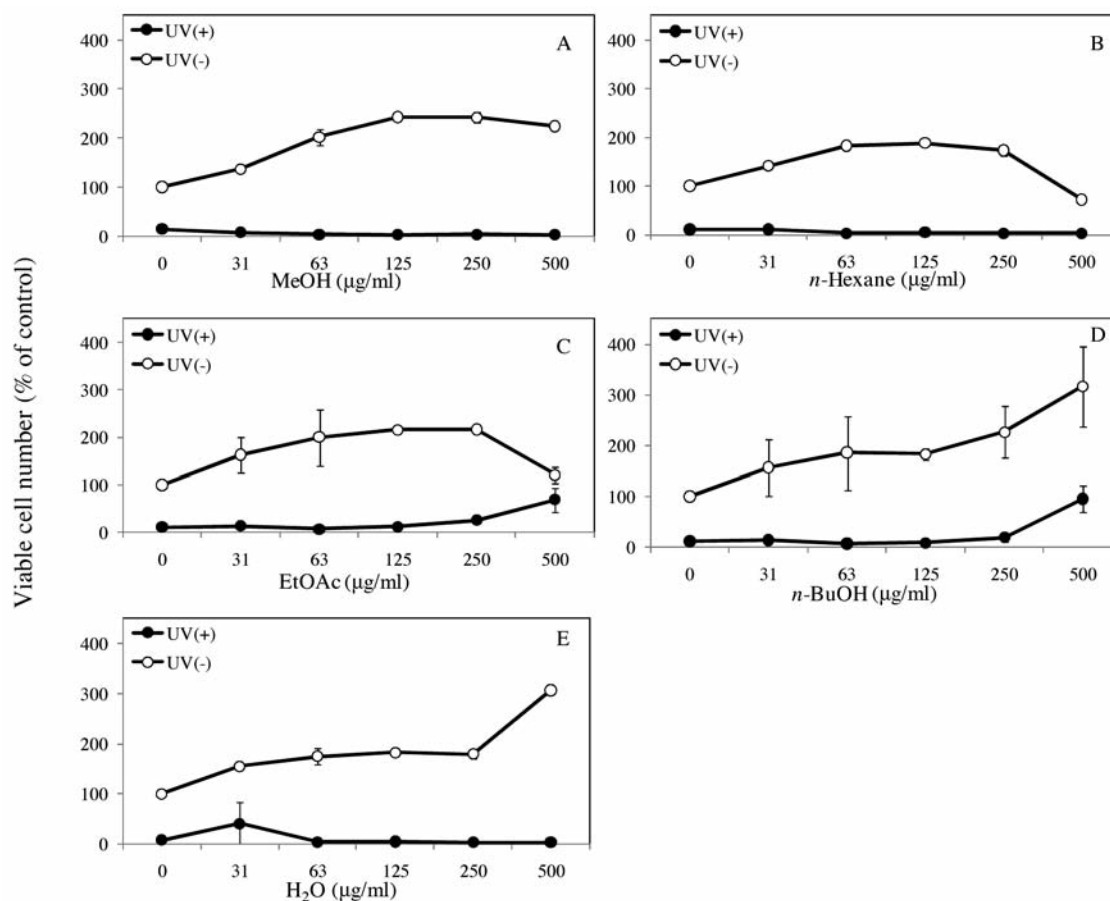 Viable cell number (% of control)
UV(+)
UV(-)
A
400
300
200
100
0
0 31 63 125 250 500
MeOH (µg/ml)
UV(+)
UV(-)
B
400
300
200
100
0
0 31 63 125 250 500
n-Hexane (µg/ml)
UV(+)
UV(-)
C
400
300
200
100
0
0 31 63 125 250 500
EtOAc (µg/ml)
UV(+)
UV(-)
D
400
300
200
100
0
0 31 63 125 250 500
n-BuOH (µg/ml)
UV(+)
UV(-)
E
400
300
200
100
0
0 31 63 125 250 500
H₂O (µg/ml)